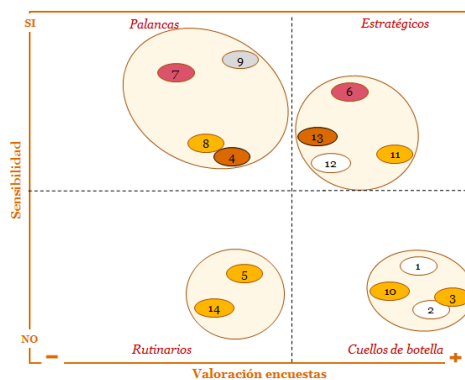 SI
Palancas
Estratégicos
9
7
6
13
8
4
11
12
Sensibilidad
1
5
10
3
14
2
NO
−
Rutinarios
Cuellos de botella
+
Valoración encuestas